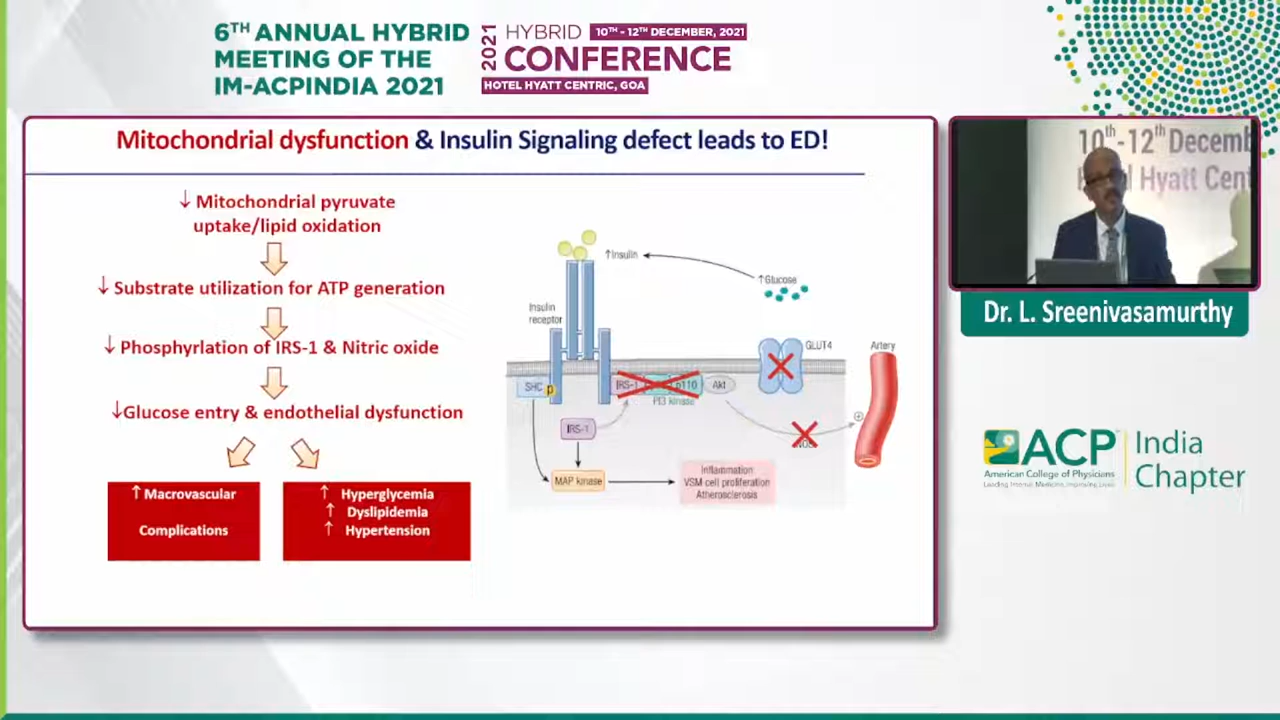 6TH ANNUAL HYBRID
MEETING OF THE
IM-ACPINDIA 2021
2021
HYBRID 10TH - 12TH DECEMBER, 2021
CONFERENCE
HOTEL HYATT CENTRIC, GOA
Mitochondrial dysfunction & Insulin Signaling defect leads to ED!
↓ Mitochondrial pyruvate
uptake/lipid oxidation
↓ Substrate utilization for ATP generation
↓ Phosphyrlation of IRS-1 & Nitric oxide
↓Glucose entry & endothelial dysfunction
↑ Macrovascular
Complications
↑ Hyperglycemia
↑ Dyslipidemia
↑ Hypertension
↑Insulin
↑Glucose
Insulin
receptor
GLUT4
Artery
SHC
p
IRS-1
p110
Akt
PI3 kinase
IRS-1
MAP kinase
Inflammation
VSM cell proliferation
Atherosclerosis
10th-12th Decemb
Hyatt Cent
Dr. L. Sreenivasamurthy
ACP
American College of Physicians
Leading Internal Medicine, Improving Lives
India
Chapter